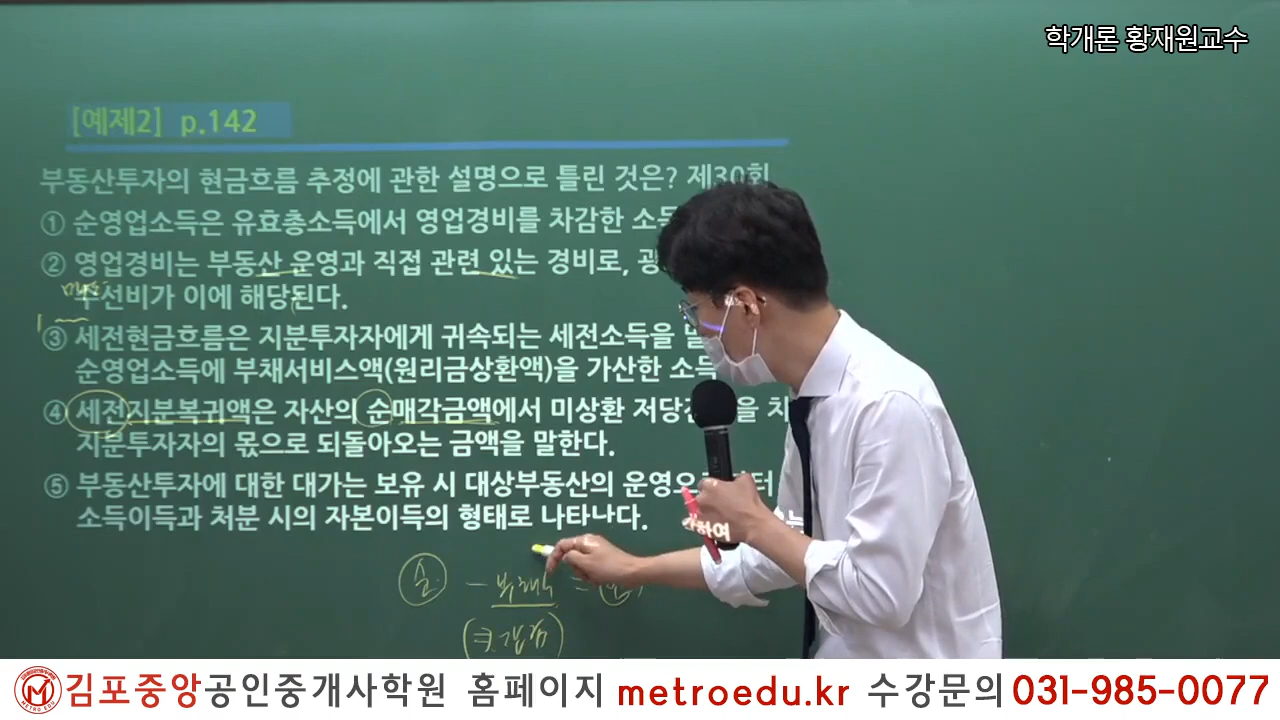 학개론 황재원교수
[예제2] p.142
부동산투자의 현금흐름 추정에 관한 설명으로 틀린 것은? 제30회
① 순영업소득은 유효총소득에서 영업경비를 차감한
② 영업경비는 부동산 운영과 직접 관련 있는 경비로,
수선비가 이에 해당된다.
③ 세전현금흐름은 지분투자자에게 귀속되는 세전소득을
순영업소득에 부채서비스액(원리금상환액)을 가산한
④ 세전지분복귀액은 자산의 순매각금액에서 미상환
지분투자자의 몫으로 되돌아오는 금액을 말한다.
⑤ 부동산투자에 대한 대가는 보유 시 대상부동산의
소득이득과 처분 시의 자본이득의 형태로 나타난다.
순
김포중앙공인중개사학원 홈페이지 metroedu.kr 수강문의 031-985-0077